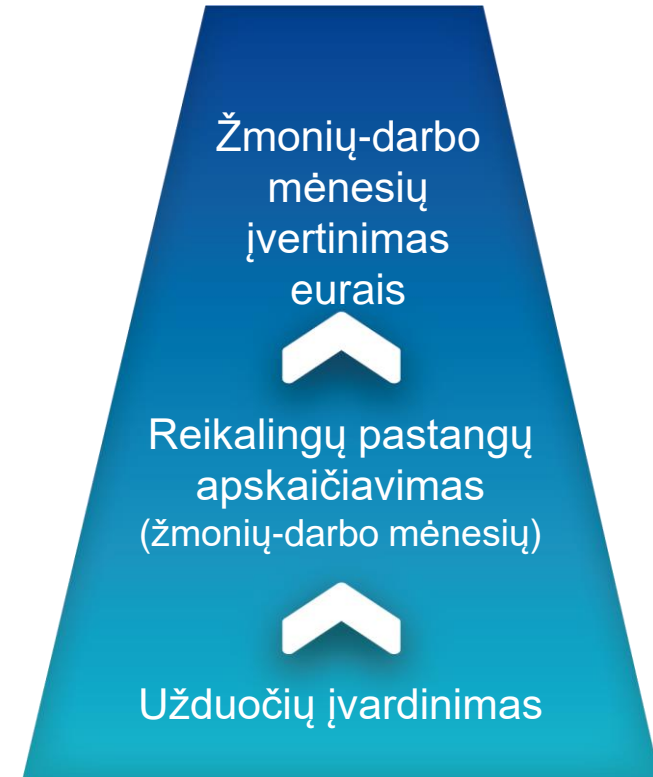 Žmonių-darbo
mėnesių
įvertinimas
eurais
Reikalingų pastangų
apskaičiavimas
(žmonių-darbo mėnesių)
Užduočių įvardinimas